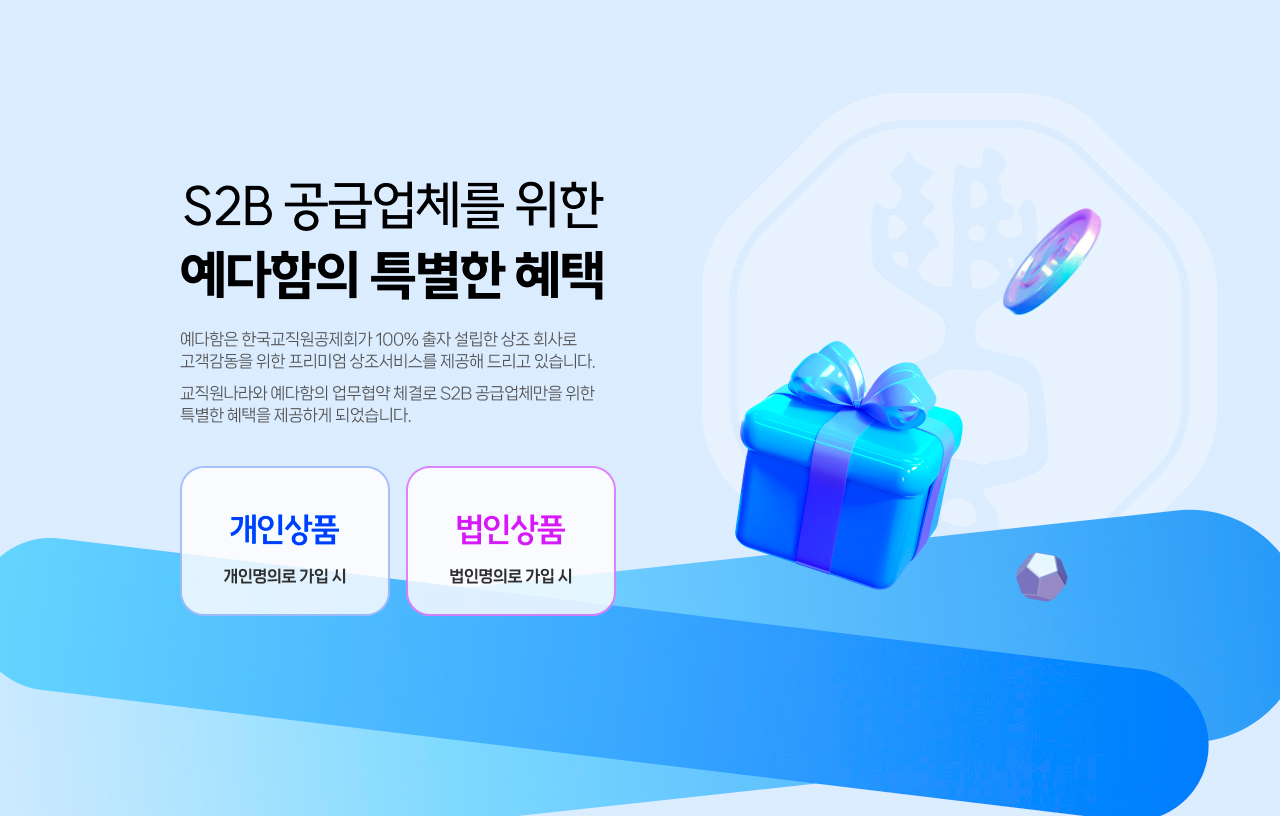 S2B 공급업체를 위한
예다함의 특별한 혜택
예다함은 한국교직원공제회가 100% 출자 설립한 상조 회사로
고객감동을 위한 프리미엄 상조서비스를 제공해 드리고 있습니다.
교직원나라와 예다함의 업무협약 체결로 S2B 공급업체만을 위한
특별한 혜택을 제공하게 되었습니다.
개인상품
개인명의로 가입 시
법인상품
법인명의로 가입 시